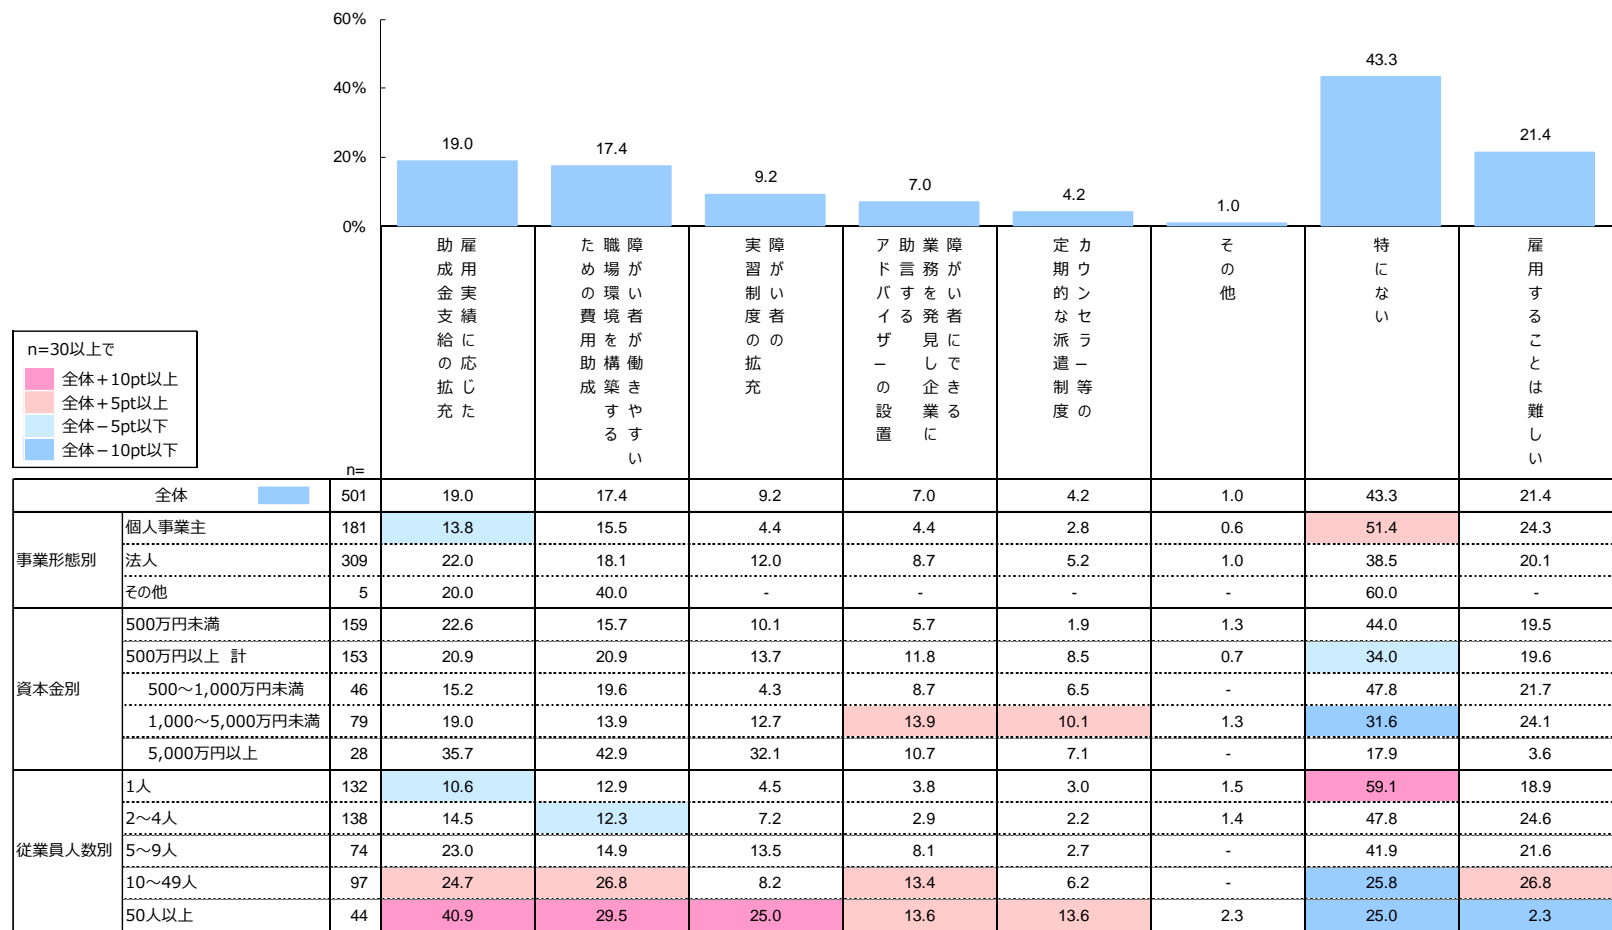 60%
40%
20%
0%
19.0
17.4
9.2
7.0
4.2
1.0
43.3
21.4
雇用実績に応じた
助成金支給の拡充
障がい者が働きやすい
職場環境を構築する
ための費用助成
障がい者の
実習制度の拡充
障がい者にできる
業務を発見し企業に
助言する
アドバイザーの設置
カウンセラー等の
定期的な派遣制度
その他
特にない
雇用することは難しい
n=30以上で
全体+10pt以上
全体+5pt以上
全体-5pt以下
全体-10pt以下
n=
全体 501 19.0 17.4 9.2 7.0 4.2 1.0 43.3 21.4
事業形態別
個人事業主 181 13.8 15.5 4.4 4.4 2.8 0.6 51.4 24.3
法人 309 22.0 18.1 12.0 8.7 5.2 1.0 38.5 20.1
その他 5 20.0 40.0 - - - - 60.0 -
資本金別
500万円未満 159 22.6 15.7 10.1 5.7 1.9 1.3 44.0 19.5
500万円以上 計 153 20.9 20.9 13.7 11.8 8.5 0.7 34.0 19.6
500～1,000万円未満 46 15.2 19.6 4.3 8.7 6.5 - 47.8 21.7
1,000～5,000万円未満 79 19.0 13.9 12.7 13.9 10.1 1.3 31.6 24.1
5,000万円以上 28 35.7 42.9 32.1 10.7 7.1 - 17.9 3.6
従業員人数別
1人 132 10.6 12.9 4.5 3.8 3.0 1.5 59.1 18.9
2～4人 138 14.5 12.3 7.2 2.9 2.2 1.4 47.8 24.6
5～9人 74 23.0 14.9 13.5 8.1 2.7 - 41.9 21.6
10～49人 97 24.7 26.8 8.2 13.4 6.2 - 25.8 26.8
50人以上 44 40.9 29.5 25.0 13.6 13.6 2.3 25.0 2.3